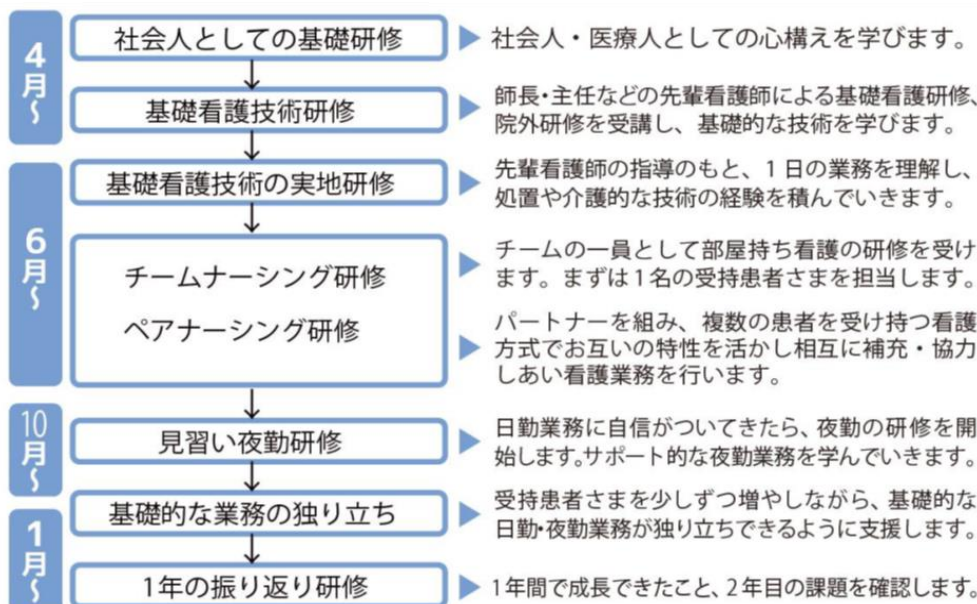 4月〜
社会人としての基礎研修
社会人・医療人としての心構えを学びます。
基礎看護技術研修
師長・主任などの先輩看護師による基礎看護研修、
院外研修を受講し、基礎的な技術を学びます。
6月〜
基礎看護技術の実地研修
先輩看護師の指導のもと、1日の業務を理解し、
処置や介護的な技術の経験を積んでいきます。
チームナーシング研修
チームの一員として部屋持ち看護の研修を受け
ます。まずは1名の受持患者さまを担当します。
ペアナーシング研修
パートナーを組み、複数の患者を受け持つ看護
方式でお互いの特性を活かし相互に補充・協力
しあい看護業務を行います。
10月〜
見習い夜勤研修
日勤業務に自信がついてきたら、夜勤の研修を開
始します。サポート的な夜勤業務を学んでいきます。
1月〜
基礎的な業務の独り立ち
受持患者さまを少しずつ増やしながら、基礎的な
日勤・夜勤業務が独り立ちできるように支援します。
1年の振り返り研修
1年間で成長できたこと、2年目の課題を確認します。